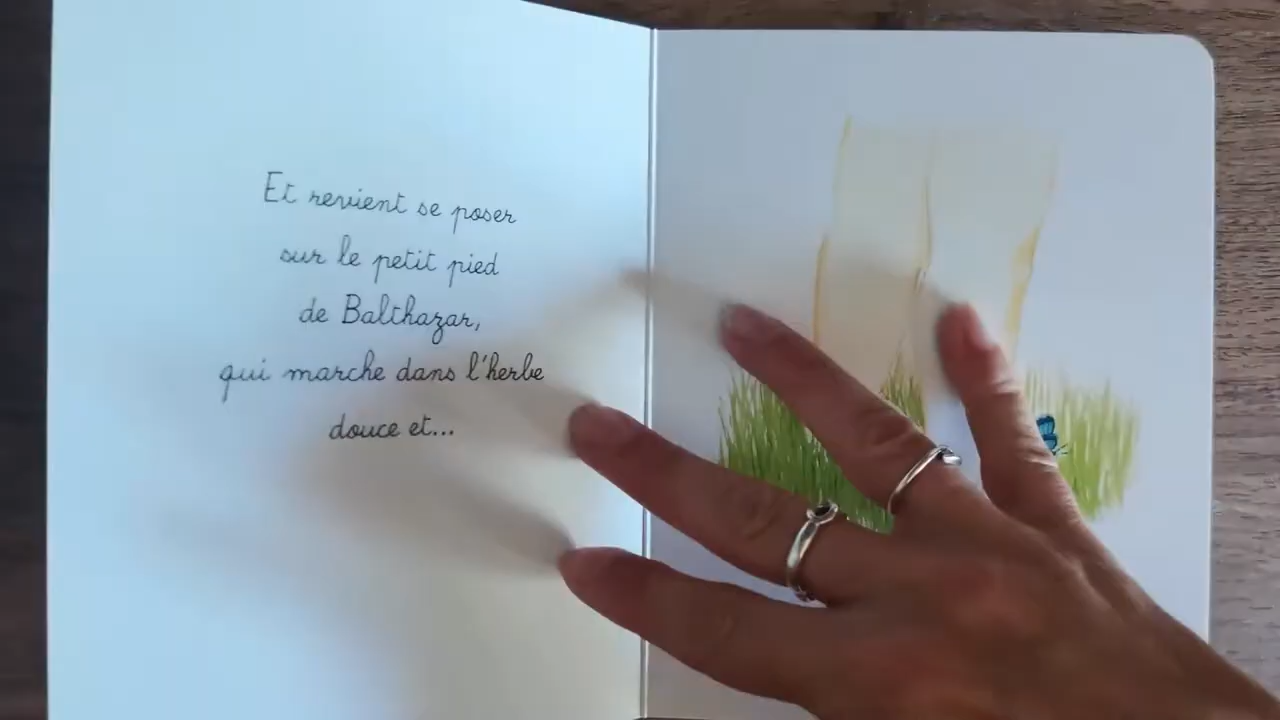 Et revient se poser
sur le petit pied
de Balthazar,
qui marche dans l'herbe
douce et...